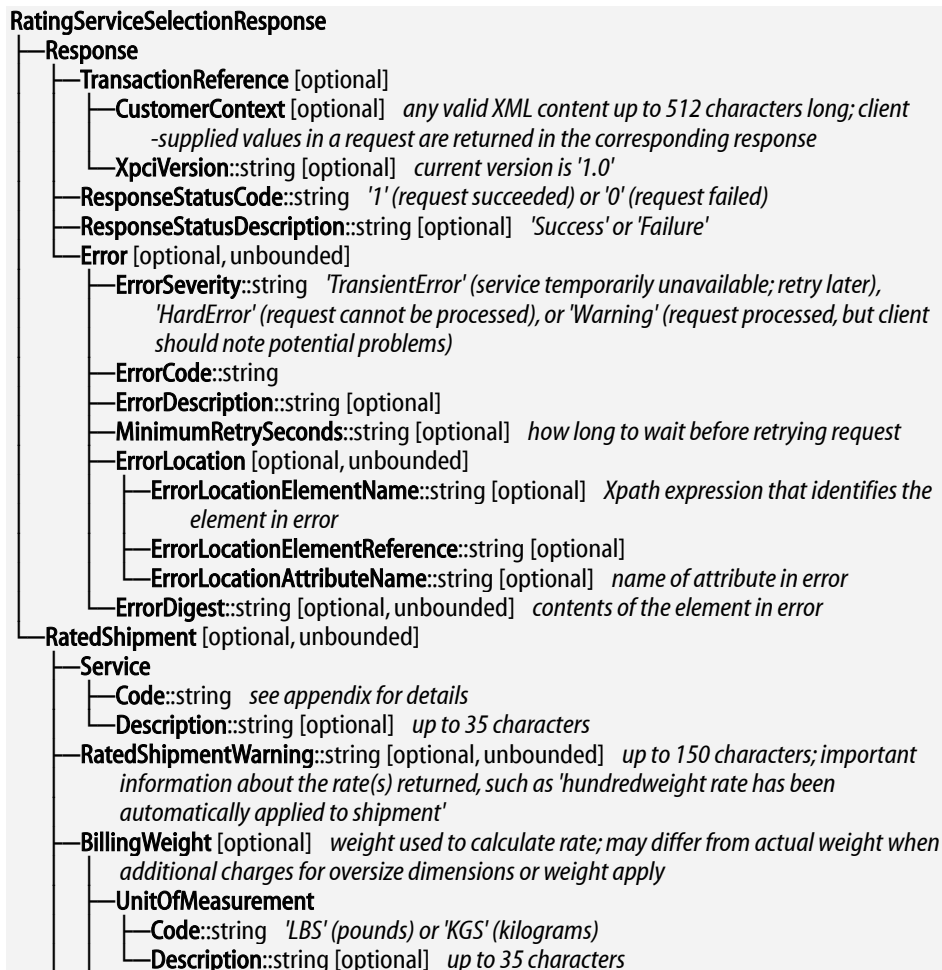 RatingServiceSelectionResponse
Response
TransactionReference [optional]
CustomerContext [optional] any valid XML content up to 512 characters long; client
-supplied values in a request are returned in the corresponding response
XpciVersion::string [optional] current version is '1.0'
ResponseStatusCode::string '1' (request succeeded) or '0' (request failed)
ResponseStatusDescription::string [optional] 'Success' or 'Failure'
Error [optional, unbounded]
ErrorSeverity::string 'TransientError' (service temporarily unavailable; retry later),
'HardError' (request cannot be processed), or 'Warning' (request processed, but client
should note potential problems)
ErrorCode::string
ErrorDescription::string [optional]
MinimumRetrySeconds::string [optional] how long to wait before retrying request
ErrorLocation [optional, unbounded]
ErrorLocationElementName::string [optional] Xpath expression that identifies the
element in error
ErrorLocationElementReference::string [optional]
ErrorLocationAttributeName::string [optional] name of attribute in error
ErrorDigest::string [optional, unbounded] contents of the element in error
RatedShipment [optional, unbounded]
Service
Code::string see appendix for details
Description::string [optional] up to 35 characters
RatedShipmentWarning::string [optional, unbounded] up to 150 characters; important
information about the rate(s) returned, such as 'hundredweight rate has been
automatically applied to shipment'
BillingWeight [optional] weight used to calculate rate; may differ from actual weight when
additional charges for oversize dimensions or weight apply
UnitOfMeasurement
Code::string 'LBS' (pounds) or 'KGS' (kilograms)
Description::string [optional] up to 35 characters